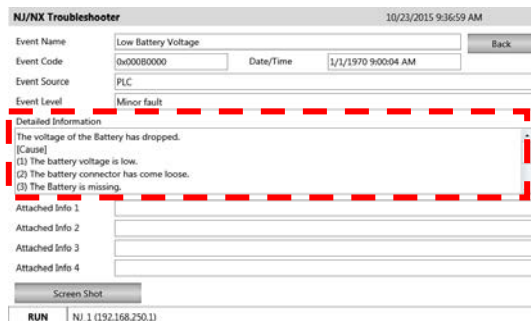 NJ/NX Troubleshooter 10/23/2015 9:36:59 AM
Event Name Low Battery Voltage Back
Event Code 0x000B0000 Date/Time 1/1/1970 9:00:04 AM
Event Source PLC
Event Level Minor fault
Detailed Information
The voltage of the Battery has dropped.
[Cause]
(1) The battery voltage is low.
(2) The battery connector has come loose.
(3) The Battery is missing.
Attached Info 1
Attached Info 2
Attached Info 3
Attached Info 4
Screen Shot
RUN NJ_1 (192.168.250.1)